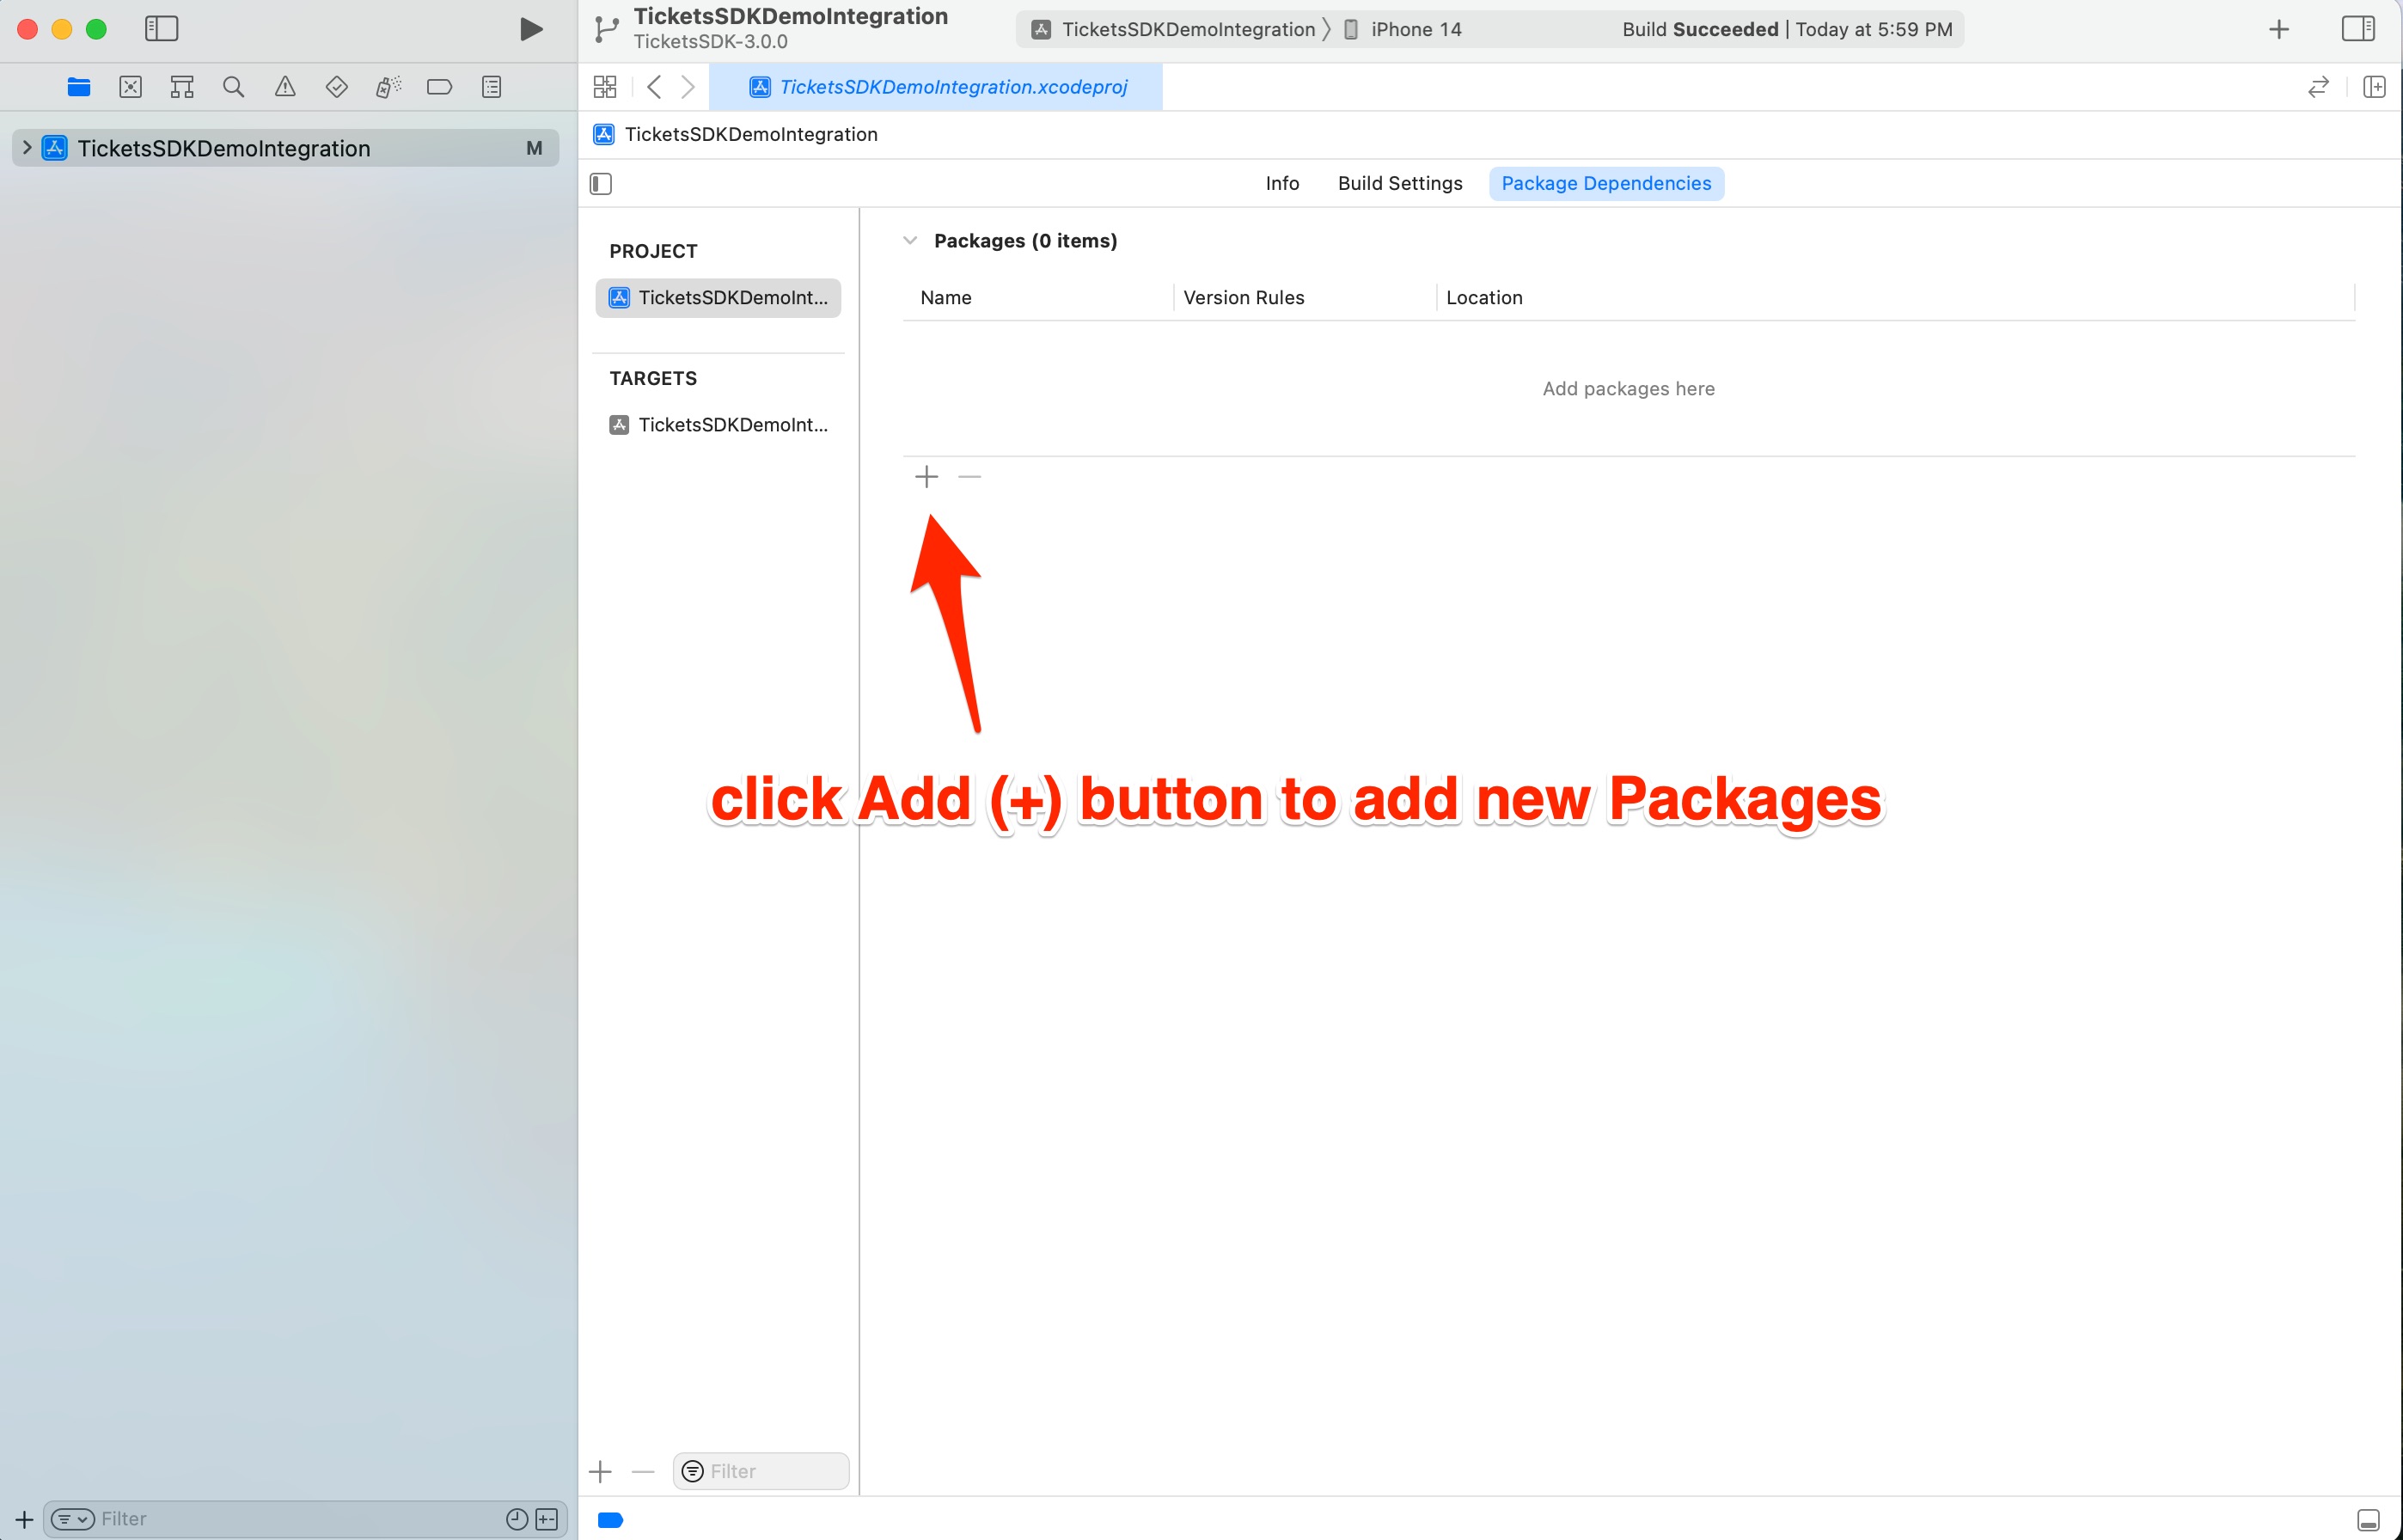 TicketsSDKDemoIntegration
TicketsSDK-3.0.0
TicketsSDKDemoIntegration
iPhone 14
Build Succeeded | Today at 5:59 PM
TicketsSDKDemoIntegration.xcodeproj
TicketsSDKDemoIntegration M
TicketsSDKDemoIntegration
Info
Build Settings
Package Dependencies
PROJECT
TicketsSDKDemoInt...
TARGETS
TicketsSDKDemoInt...
Packages (0 items)
Name
Version Rules
Location
Add packages here
click Add (+) button to add new Packages
Filter
Filter